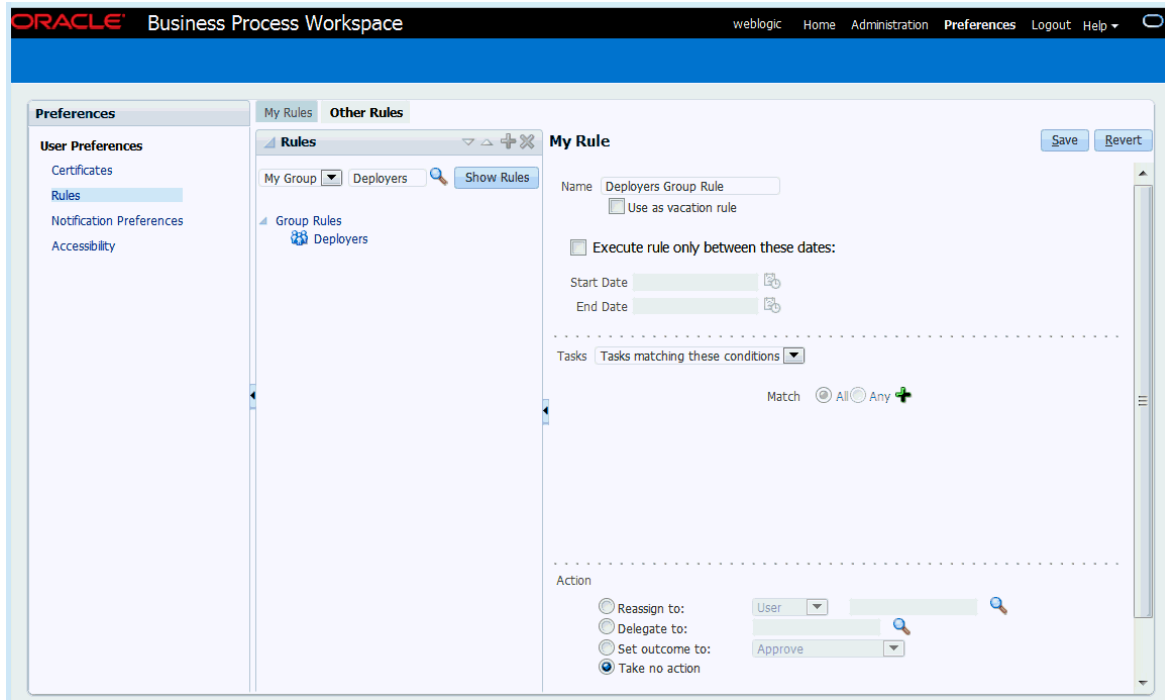 ORACLE Business Process Workspace weblogic Home Administration Preferences Logout Help
Preferences
User Preferences
Certificates
Rules
Notification Preferences
Accessibility
My Rules Other Rules
Rules
My Group Deployers Show Rules
Group Rules
Deployers
My Rule Save Revert
Name Deployers Group Rule
Use as vacation rule
Execute rule only between these dates:
Start Date
End Date
Tasks Tasks matching these conditions
Match All Any
Action
Reassign to: User
Delegate to:
Set outcome to: Approve
Take no action